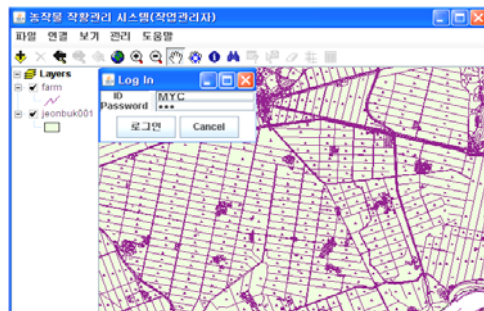 농작물 작황관리 시스템(작업관리자)
파일 연결 보기 관리 도움말
Layers
farm
jeonbuk001
Log In
ID MYC
Password ***
로그인 Cancel